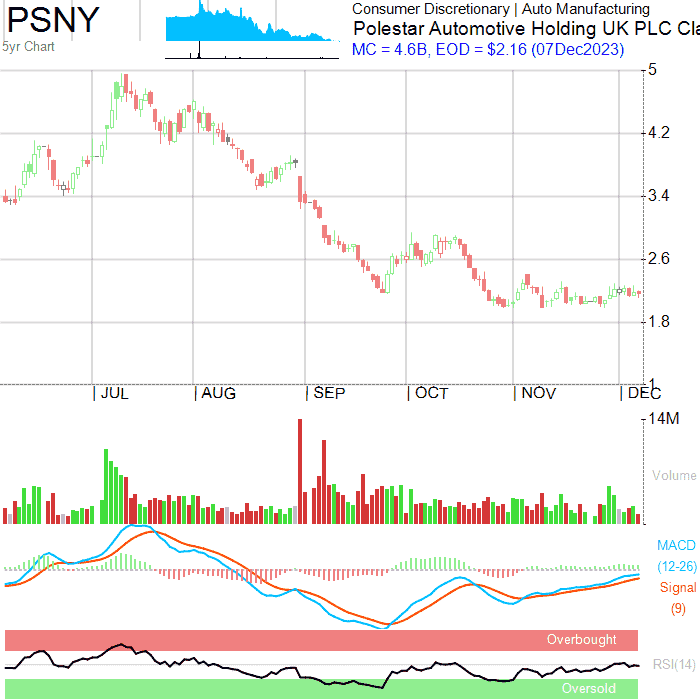 PSNY
5yr Chart
Consumer Discretionary | Auto Manufacturing
Polestar Automotive Holding UK PLC Cla
MC = 4.6B, EOD = $2.16 (07Dec2023)
5
4.2
3.4
2.6
1.8
1
| JUL | AUG | SEP | OCT | NOV | DEC
14M
Volume
MACD
(12-26)
Signal
(9)
Overbought
RSI(14)
Oversold